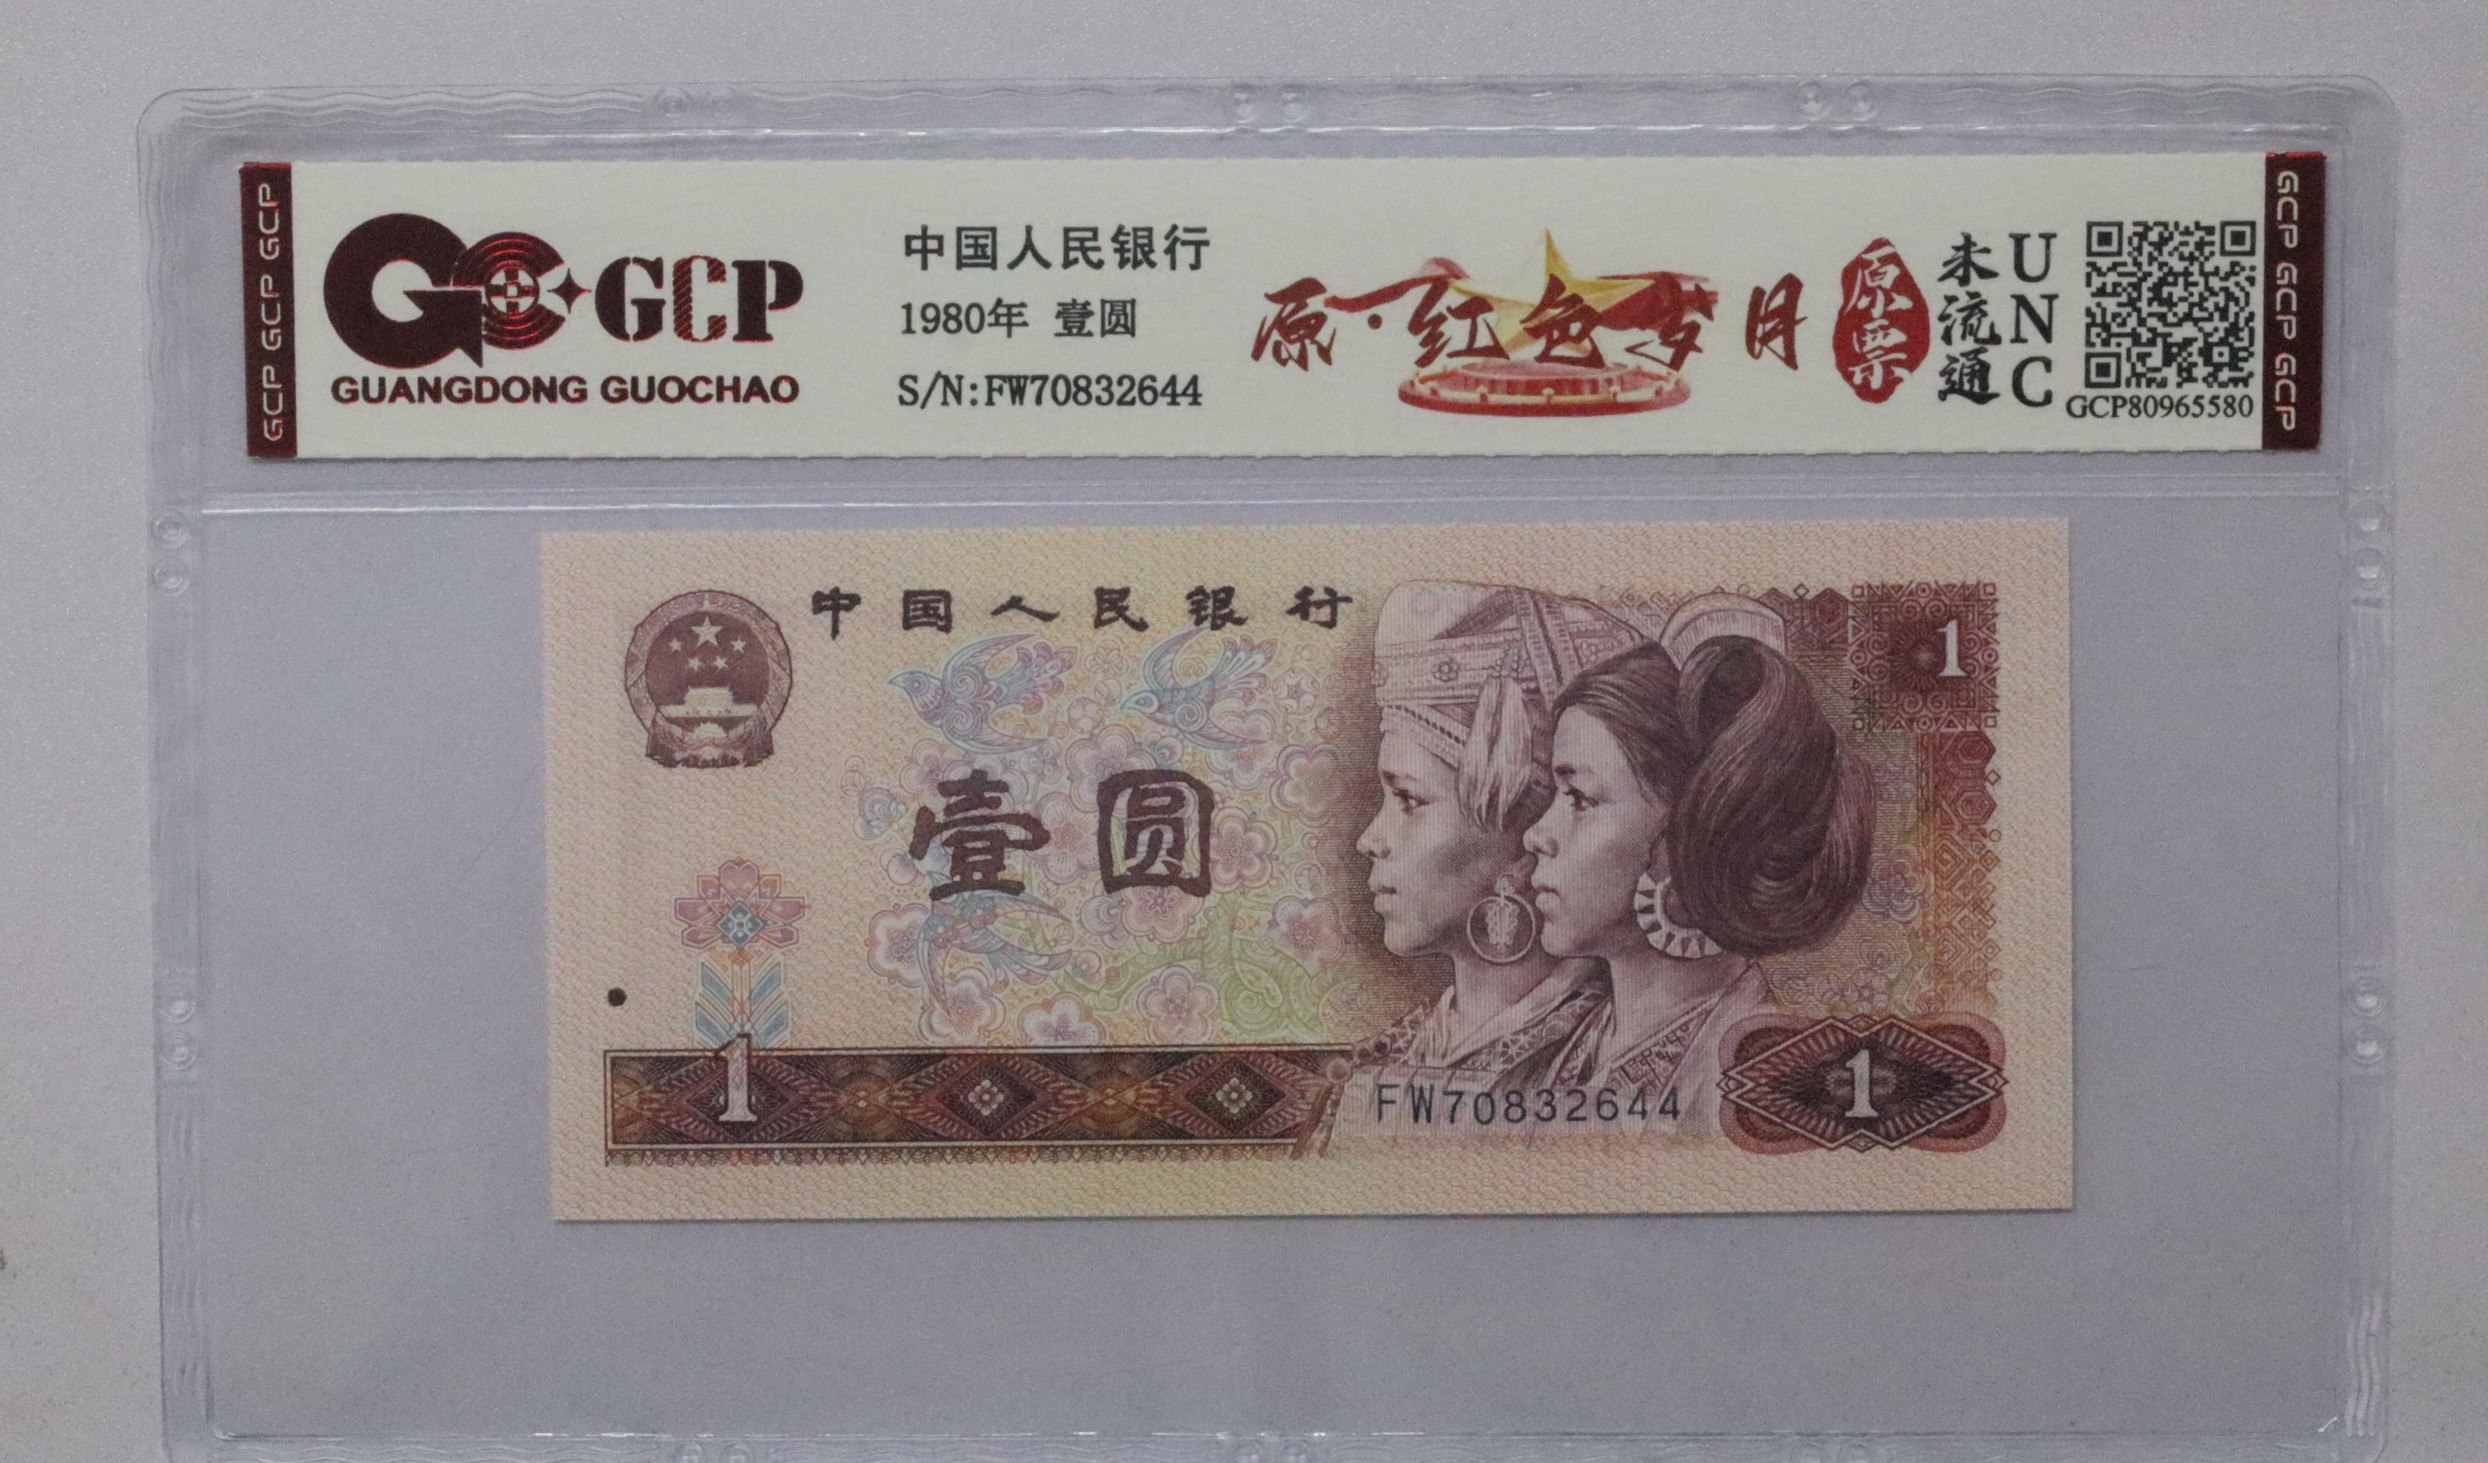 GCP GCP GCP
GCP
GUANGDONG GUOCHAO
中国人民银行
1980年 壹圆
S/N:FW70832644
原·红色岁月
原票
未流通
UNC
GCP80965580
GCP GCP GCP
中国人民银行
1
壹圆
1
FW70832644
1